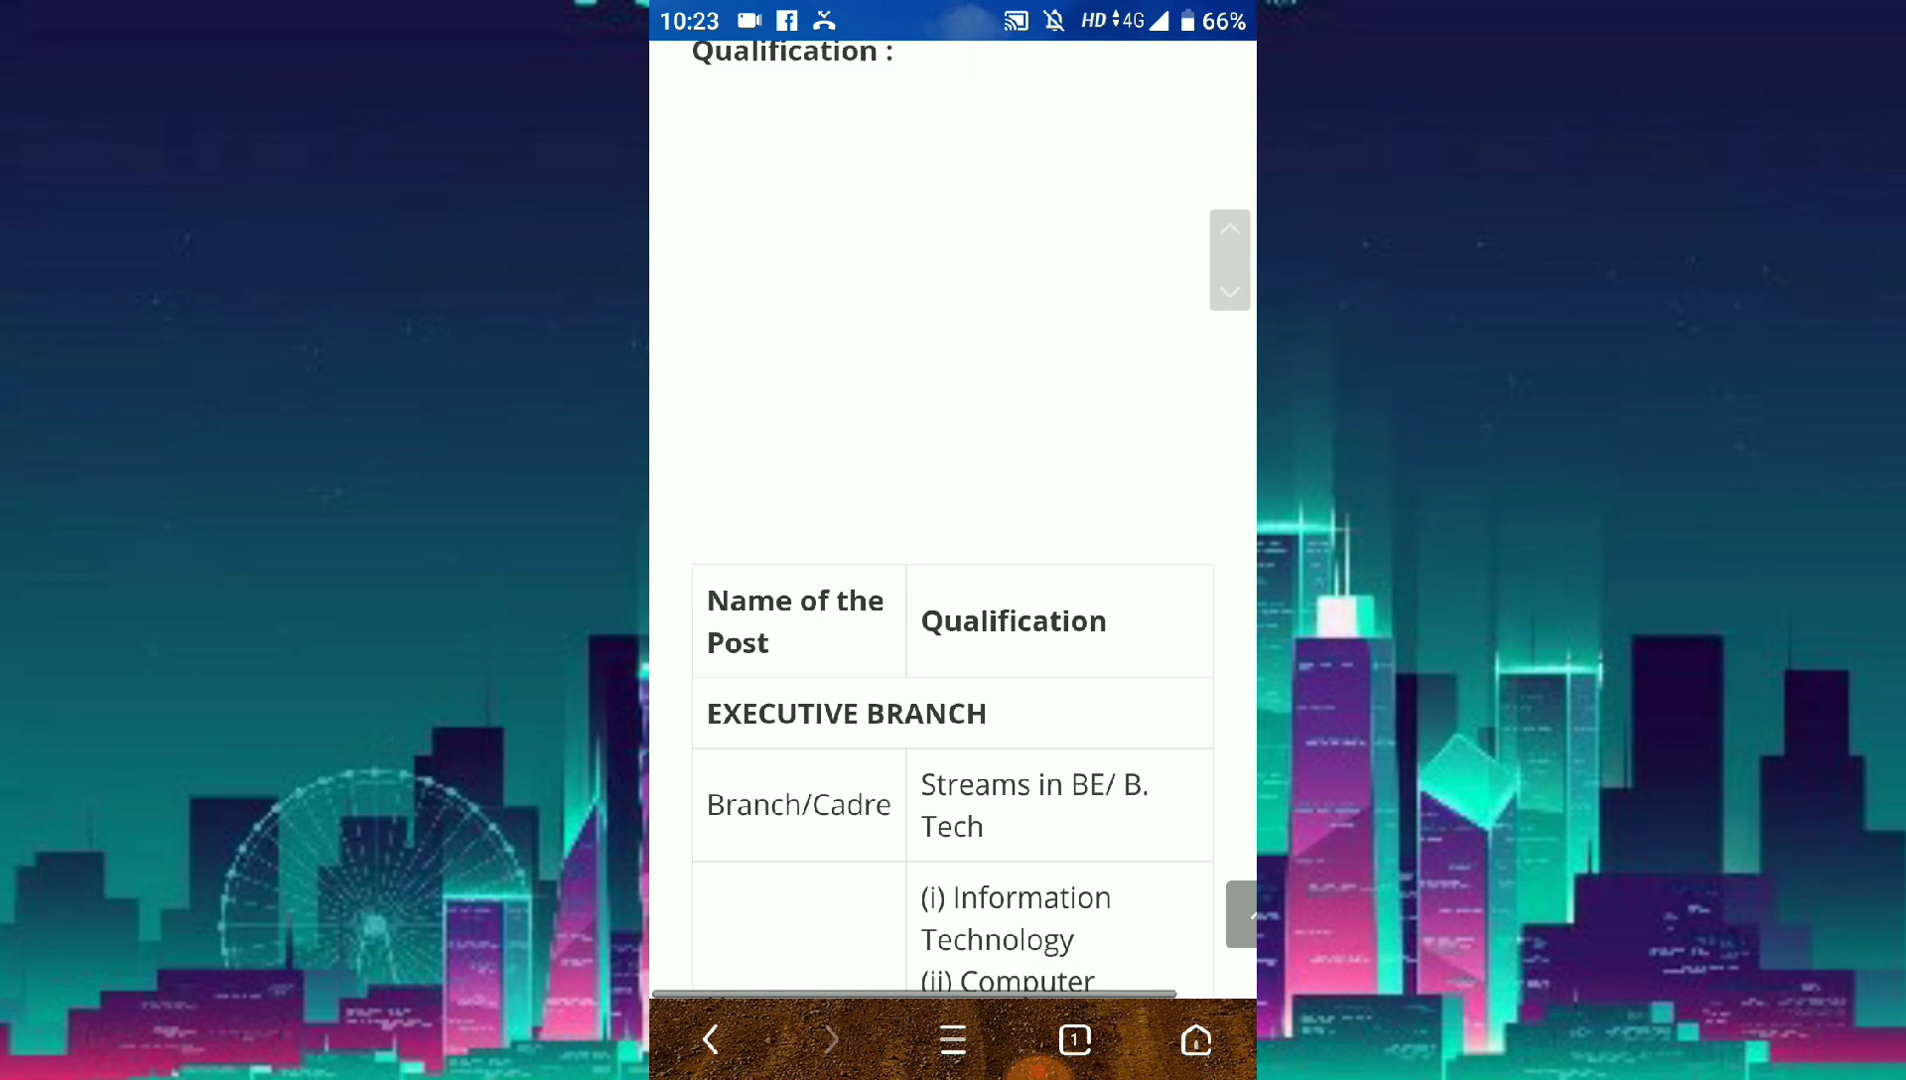 10:23 HD 4G 66%
Qualification :
Name of the
Post
Qualification
EXECUTIVE BRANCH
Branch/Cadre
Streams in BE/ B.
Tech
(i) Information
Technology
(ii) Computer
1